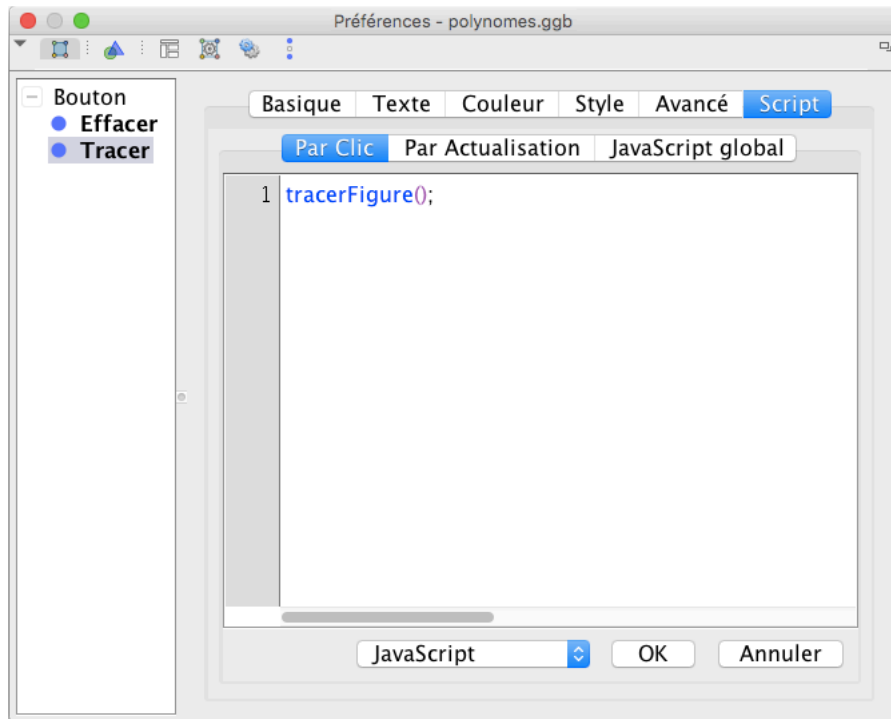 Préférences - polynomes.ggb
Bouton
Effacer
Tracer
Basique Texte Couleur Style Avancé Script
Par Clic Par Actualisation JavaScript global
1 tracerFigure();
JavaScript OK Annuler